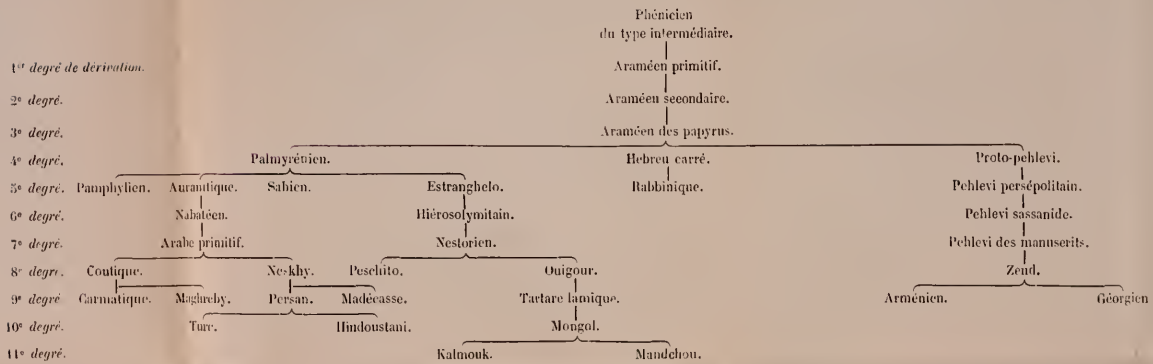 Phénicien
du type intermédiaire.
1er degré de dérivation. Araméen primitif.
2e degré. Araméen secondaire.
3e degré. Araméen des papyrus.
4e degré. Palmyrénien. Hébreu carré. Proto-pehlevi.
5e degré. Pamphylien. Auranitique. Sabien. Estranghelo. Rabbinique. Pehlevi persépolitain.
6e degré. Nabatéen. Hiérosolymitain. Pehlevi sassanide.
7e degré. Arabe primitif. Nestorien. Pehlevi des manuscrits.
8e degré. Coufique. Neskhy. Peschito. Ouigour. Zend.
9e degré Carmatique. Maghreby. Persan. Madécasse. Tartare lamique. Arménien. Géorgien
10e degré. Turc. Hindoustani. Mongol.
11e degré. Kalmouk. Mandchou.